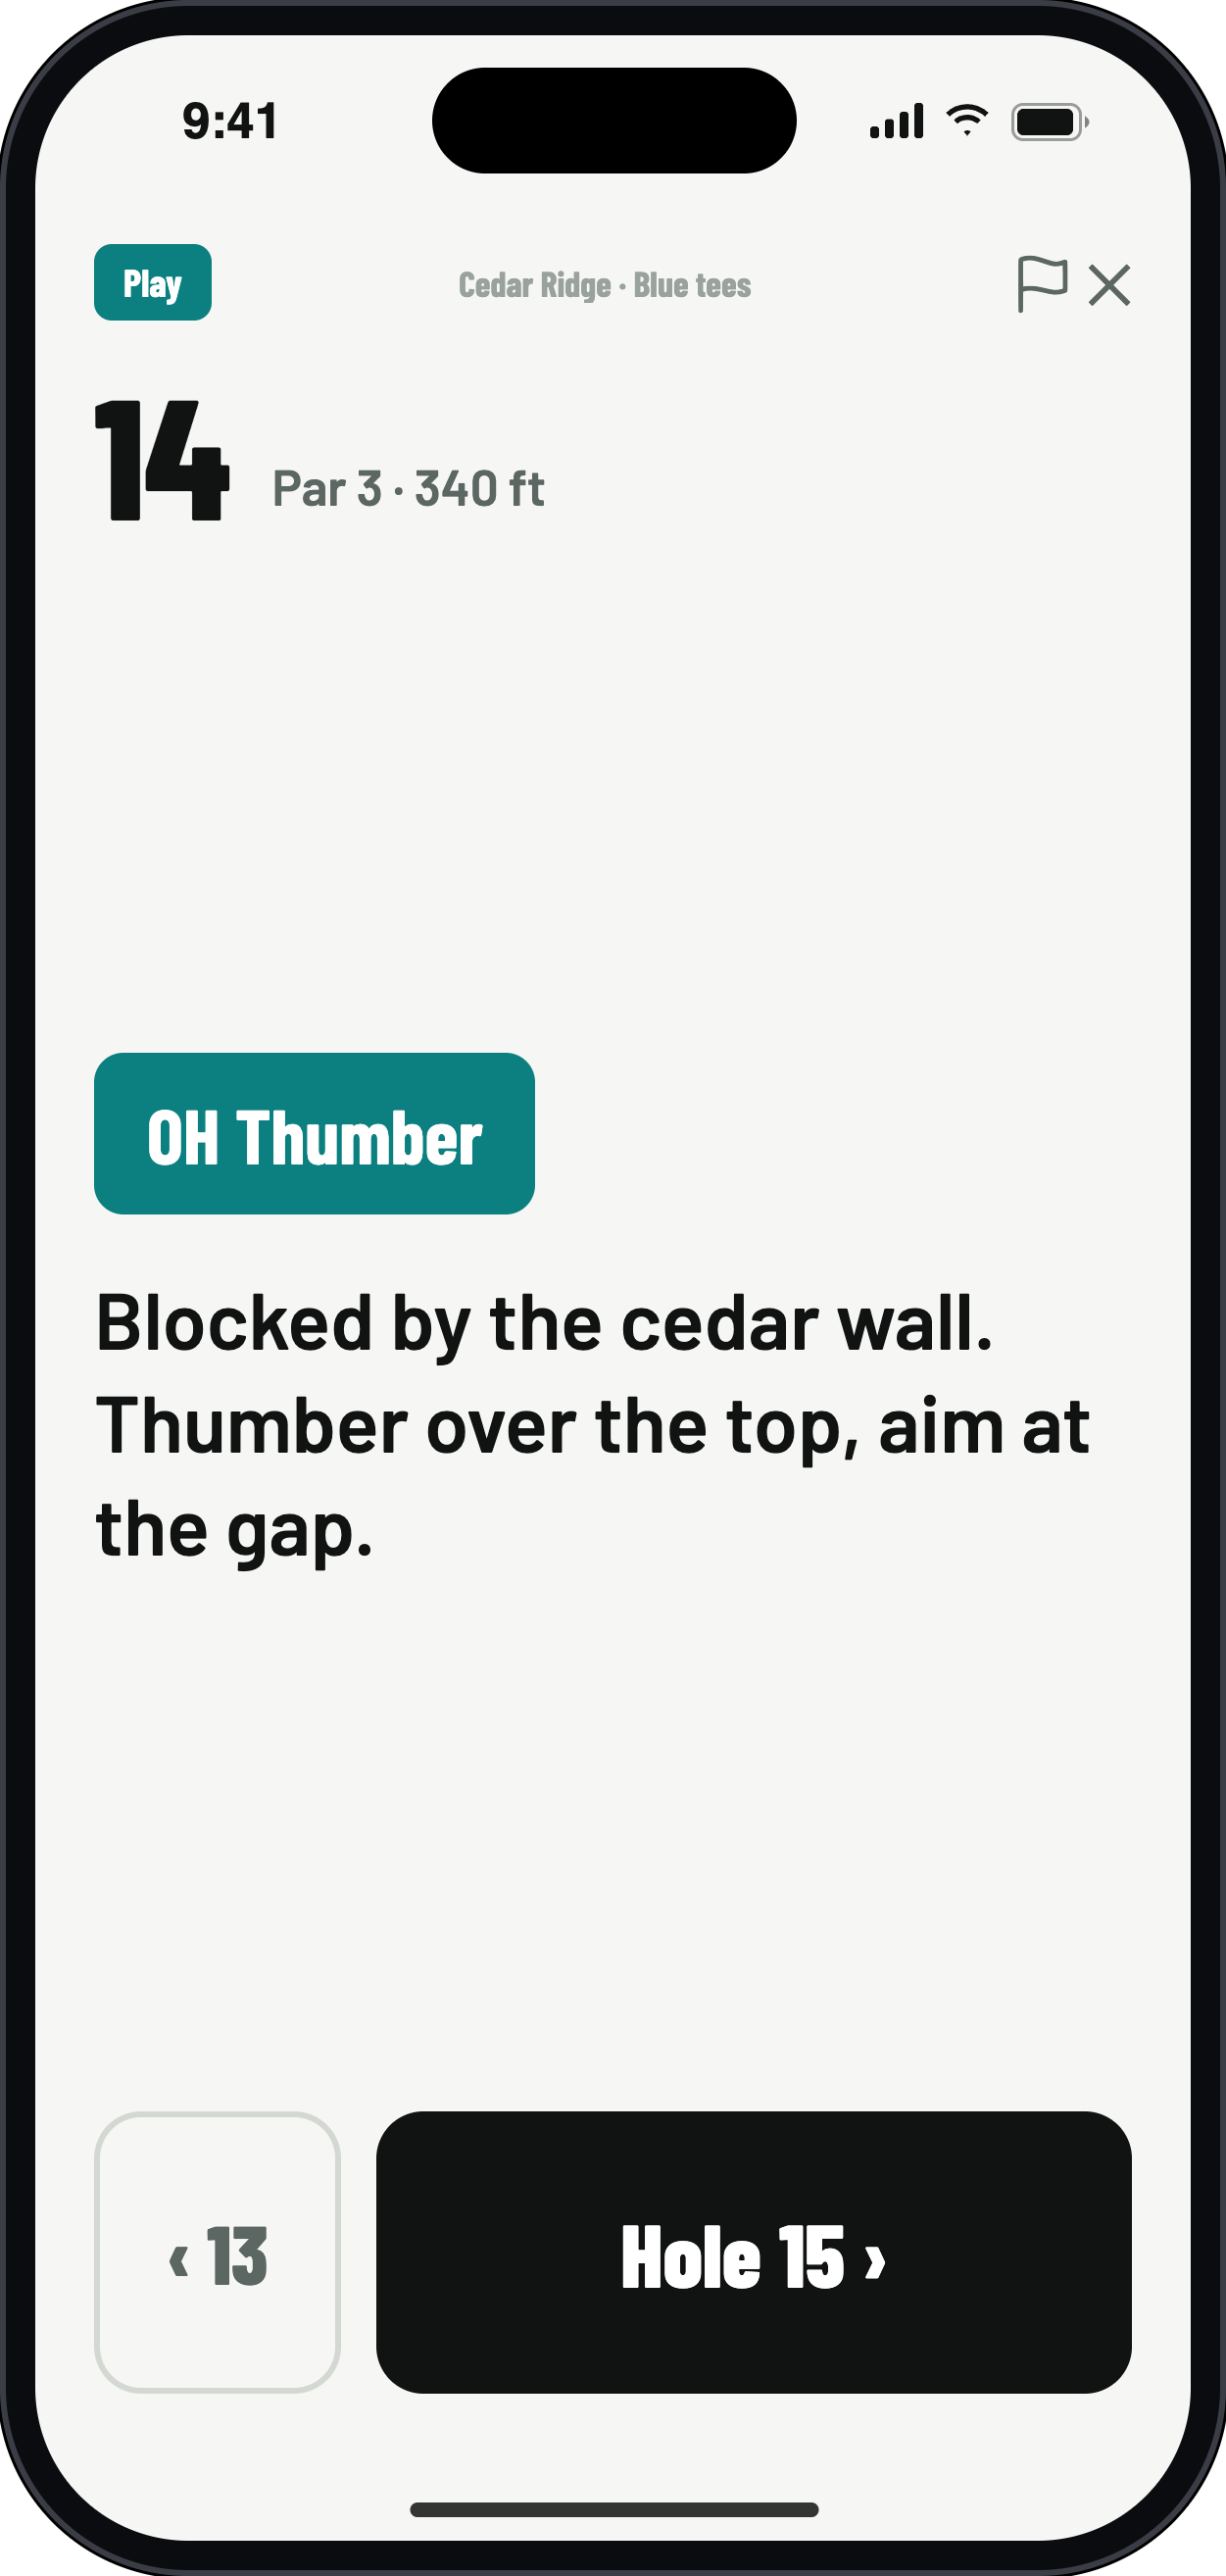 9:41
Play
Cedar Ridge · Blue tees
14
Par 3 · 340 ft
OH Thumber
Blocked by the cedar wall.
Thumber over the top, aim at
the gap.
‹ 13
Hole 15 ›